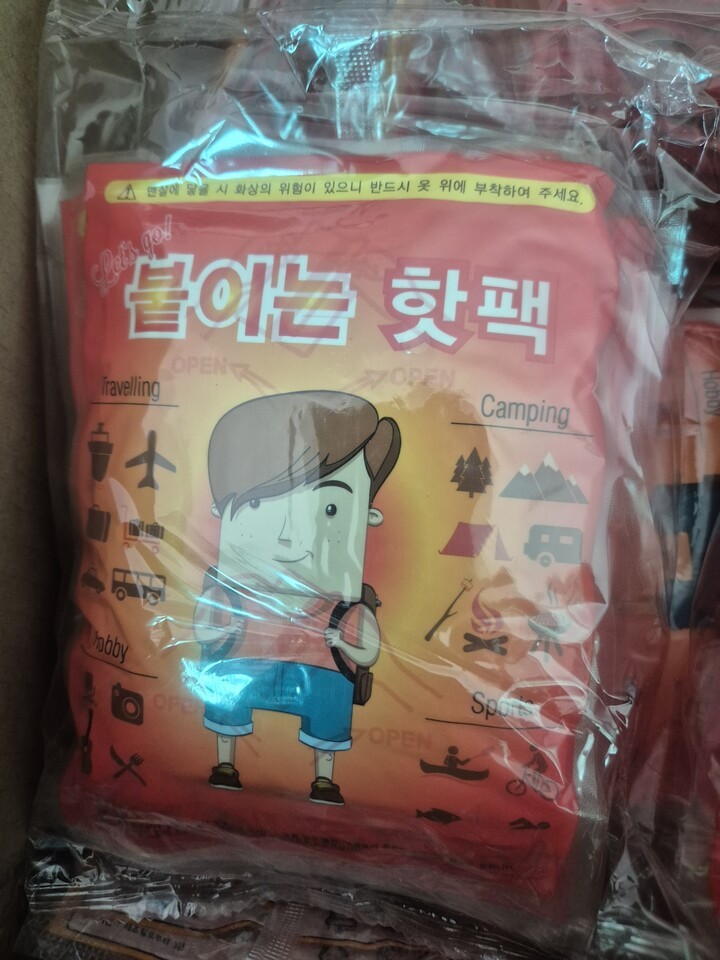 맨살에 닿을 시 화상의 위험이 있으니 반드시 옷 위에 부착하여 주세요.
Let's go!
붙이는 핫팩
OPEN OPEN
Travelling
Camping
hobby
Sports
OPEN
Hobby